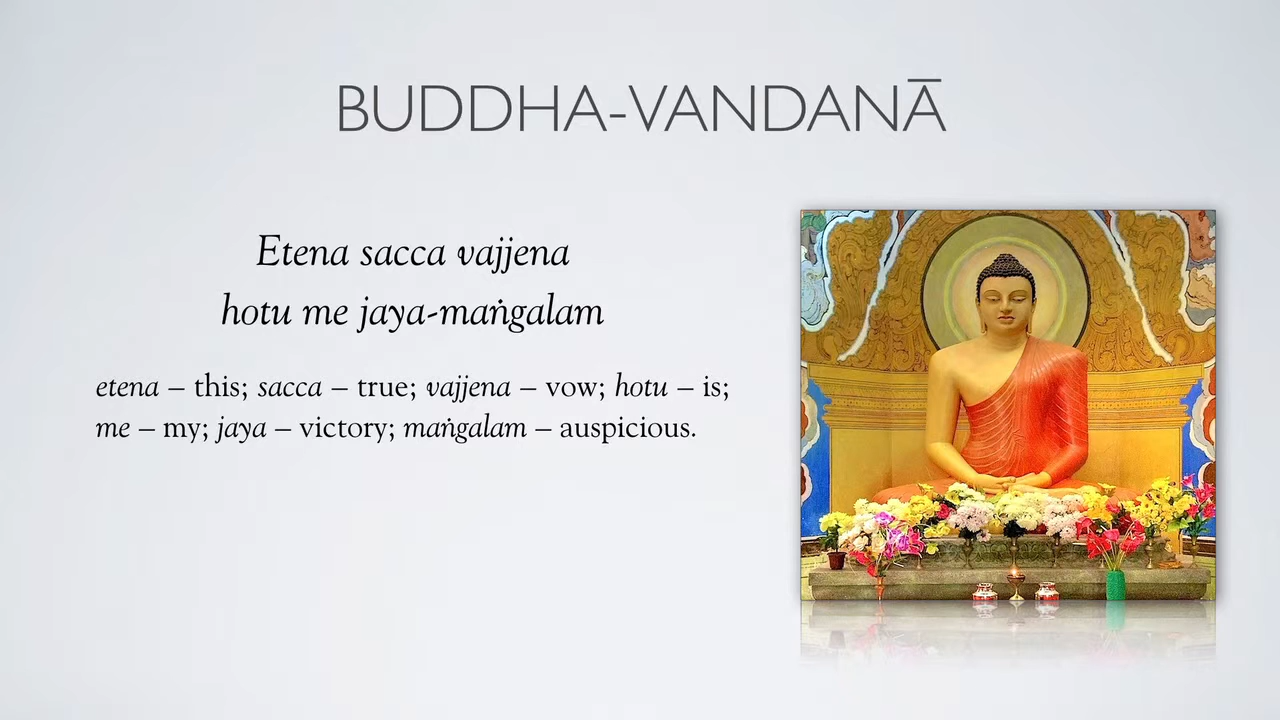 BUDDHA-VANDANĀ
Etena sacca vajjena
hotu me jaya-maṅgalam
etena – this; sacca – true; vajjena – vow; hotu – is;
me – my; jaya – victory; maṅgalam – auspicious.